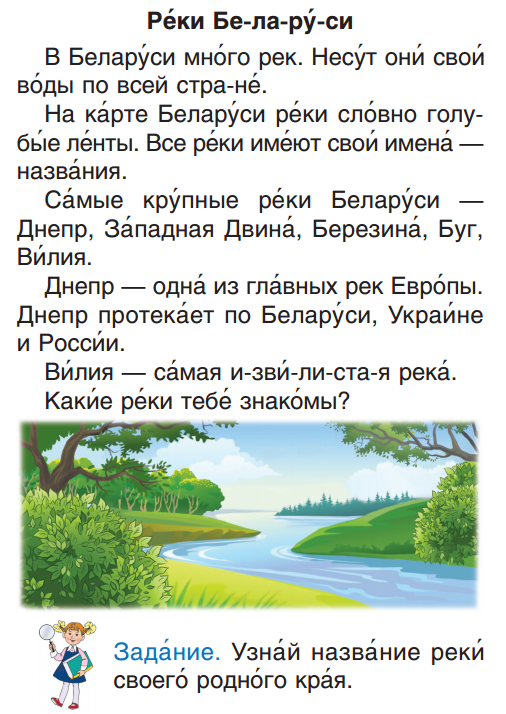 Ре́ки Бе-ла-ру́-си
В Белару́си мно́го рек. Несу́т они́ свои́
во́ды по всей стра-не́.
На ка́рте Белару́си ре́ки сло́вно голу-
бы́е ле́нты. Все ре́ки име́ют свои́ имена́ —
назва́ния.
Са́мые кру́пные ре́ки Белару́си —
Днепр, За́падная Двина́, Березина́, Буг,
Ви́лия.
Днепр — одна́ из гла́вных рек Евро́пы.
Днепр протека́ет по Белару́си, Украи́не
и Росси́и.
Ви́лия — са́мая и-зви́-ли-ста-я река́.
Каки́е ре́ки тебе́ знако́мы?
Зада́ние. Узна́й назва́ние реки́
своего́ родно́го кра́я.